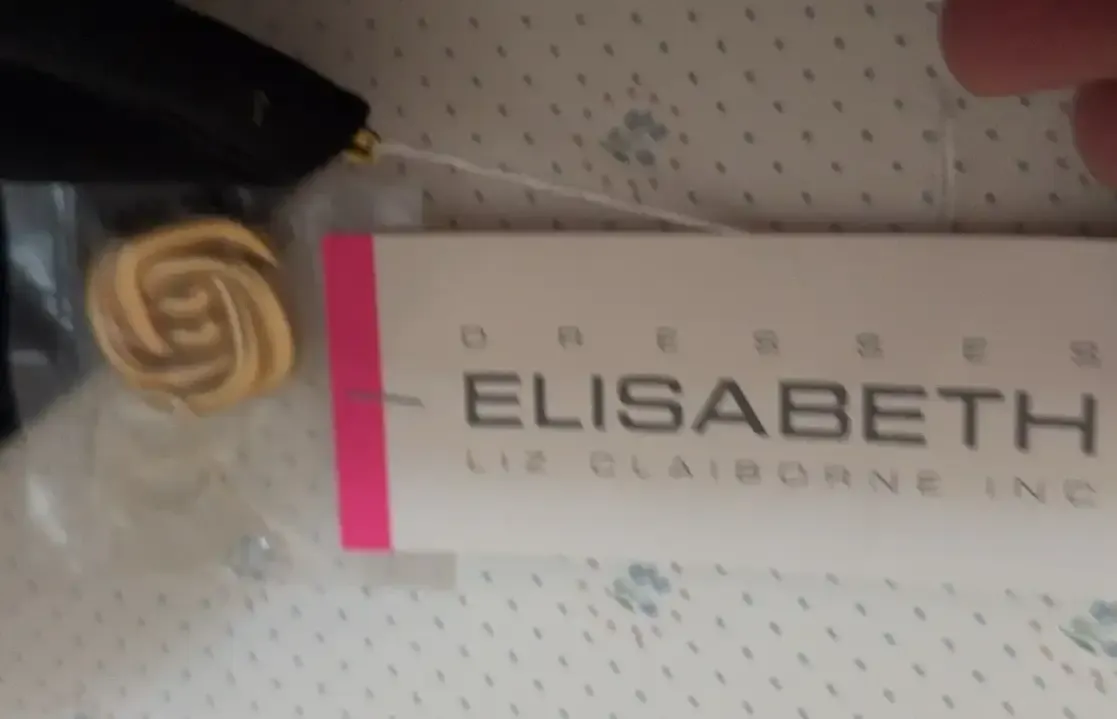 DRESSES
ELISABETH
LIZ CLAIBORNE INC